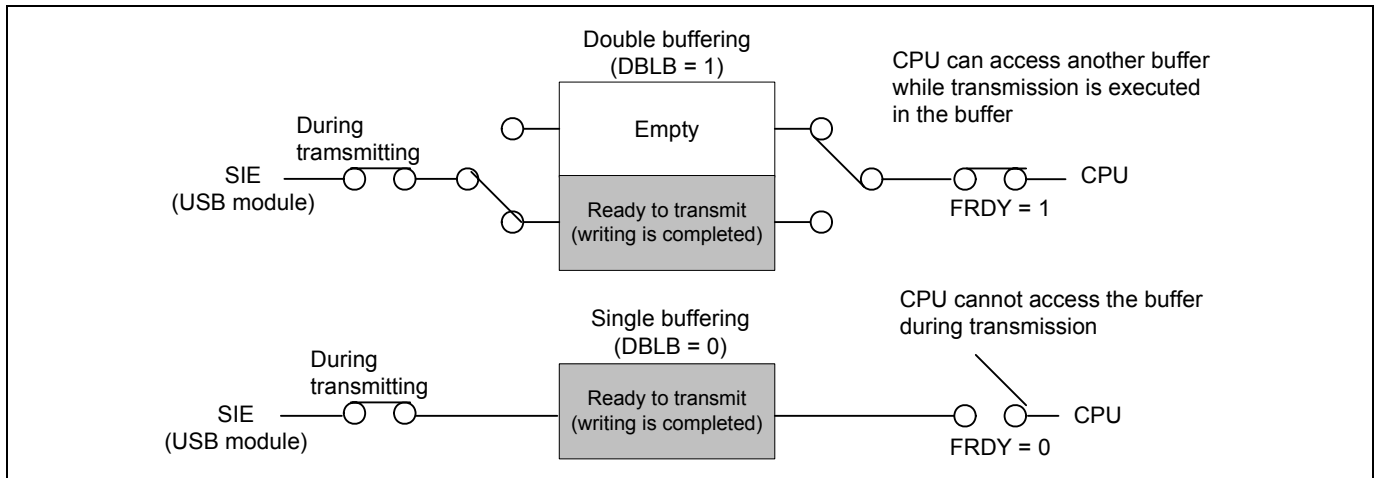 Double buffering
(DBLB = 1)
CPU can access another buffer
while transmission is executed
in the buffer
During
tramsmitting
Empty
SIE
(USB module)
CPU
FRDY = 1
Ready to transmit
(writing is completed)
CPU cannot access the buffer
during transmission
Single buffering
(DBLB = 0)
During
transmitting
Ready to transmit
(writing is completed)
SIE
(USB module)
CPU
FRDY = 0